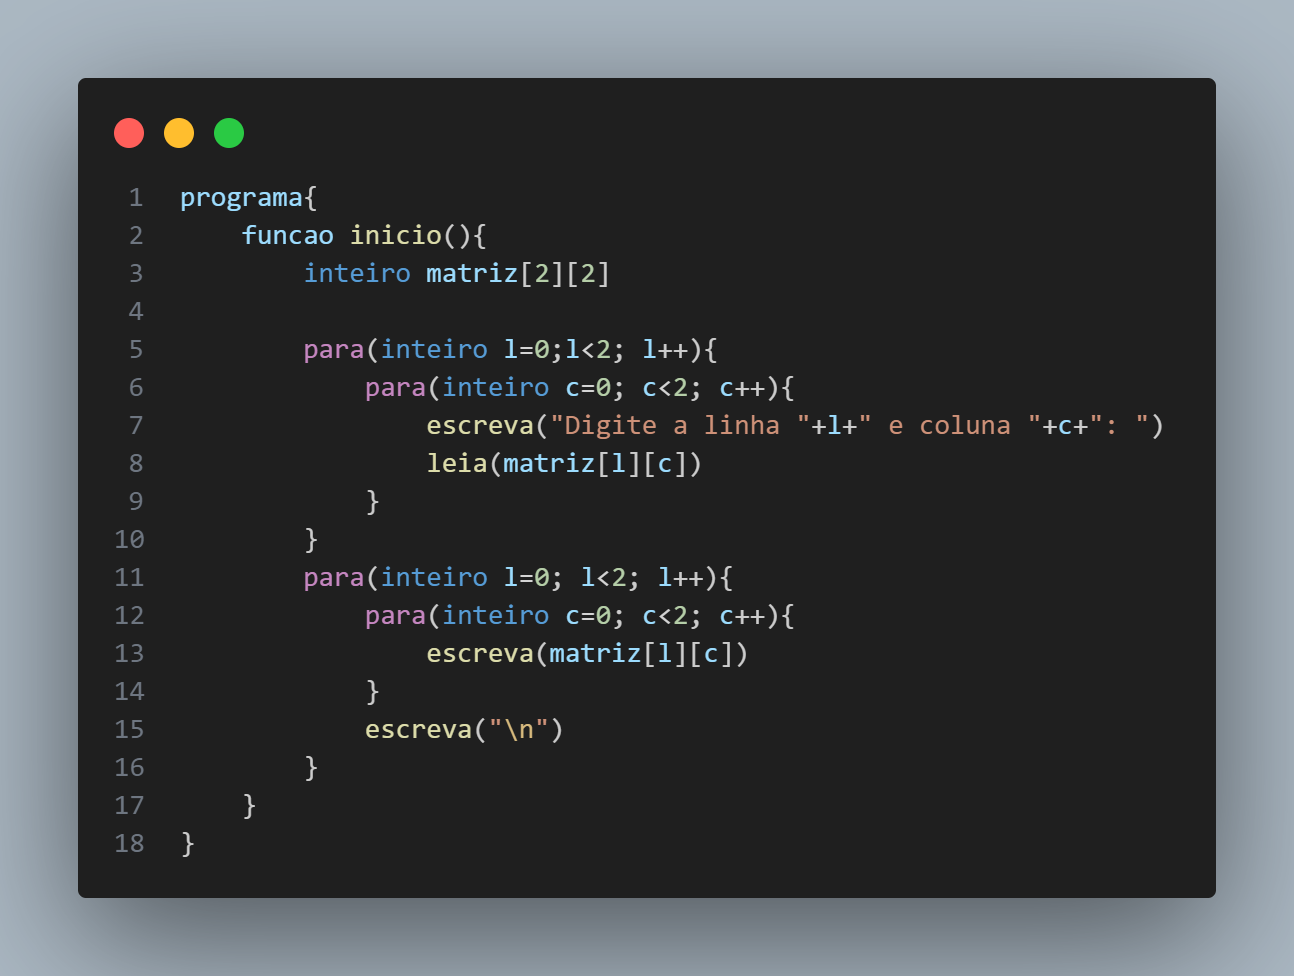 1 programa{
2     funcao inicio(){
3         inteiro matriz[2][2]
4
5         para(inteiro l=0;l<2; l++){
6             para(inteiro c=0; c<2; c++){
7                 escreva("Digite a linha "+l+" e coluna "+c+": ")
8                 leia(matriz[l][c])
9             }
10         }
11         para(inteiro l=0; l<2; l++){
12             para(inteiro c=0; c<2; c++){
13                 escreva(matriz[l][c])
14             }
15             escreva("\n")
16         }
17     }
18 }